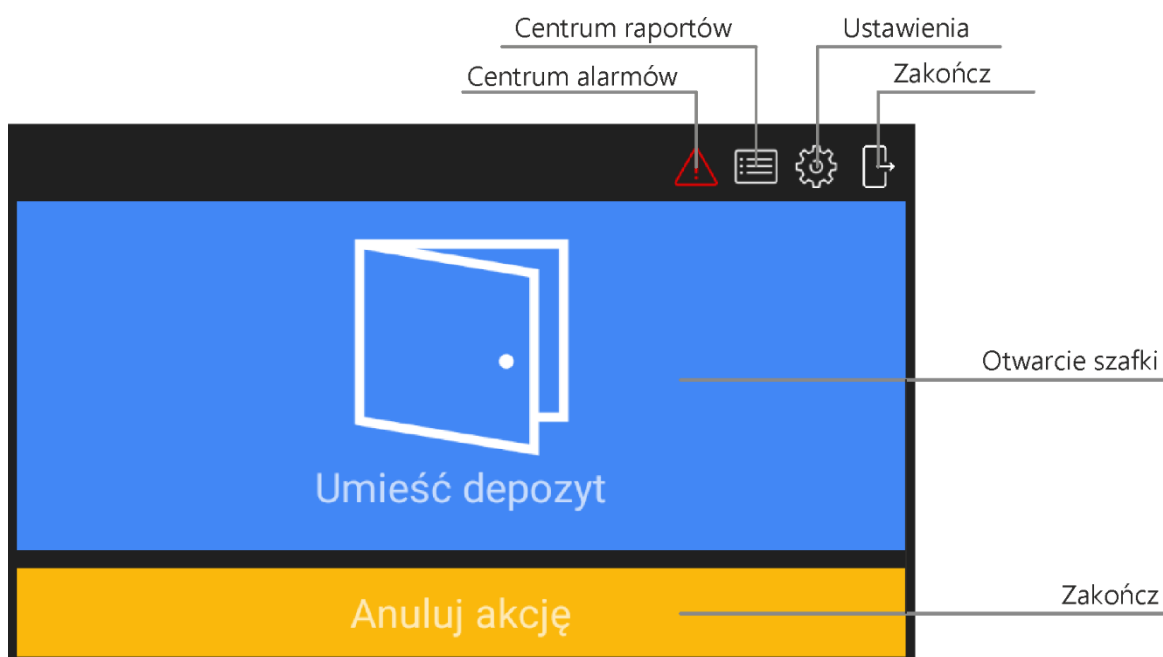 Centrum raportów
Ustawienia
Centrum alarmów
Zakończ
Otwarcie szafki
Umieść depozyt
Zakończ
Anuluj akcję